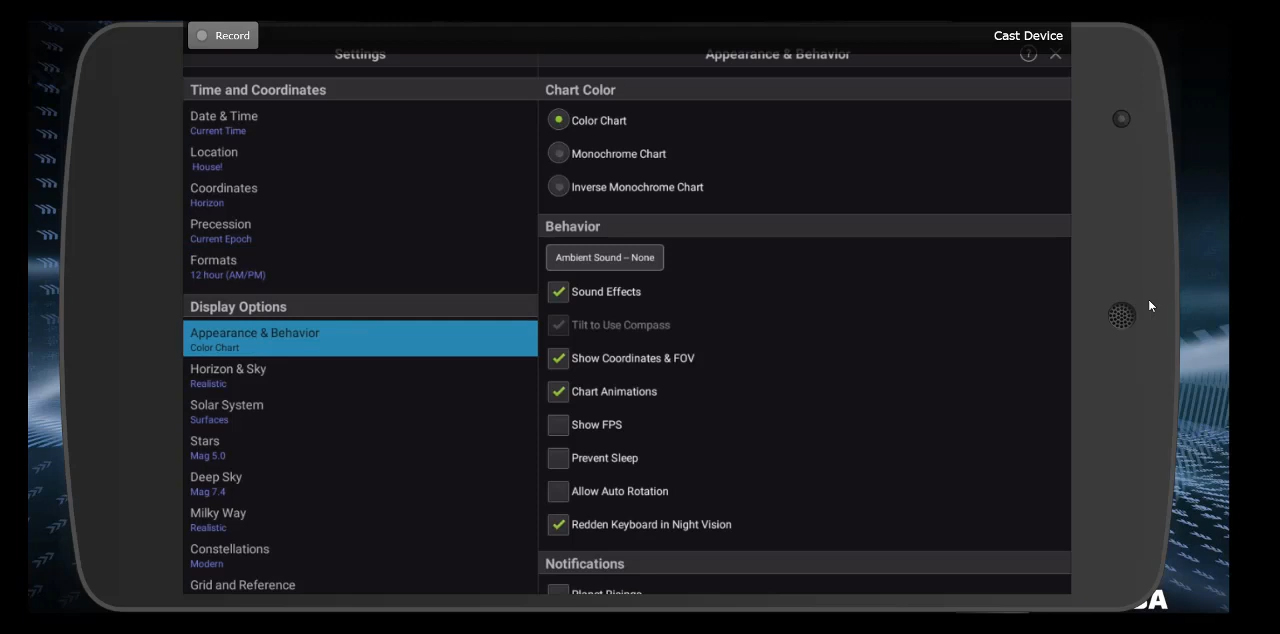 Record
Cast Device
Settings
Appearance & Behavior
?
Time and Coordinates
Date & Time
Current Time
Location
House!
Coordinates
Horizon
Precession
Current Epoch
Formats
12 hour (AM/PM)
Display Options
Appearance & Behavior
Color Chart
Horizon & Sky
Realistic
Solar System
Surfaces
Stars
Mag 5.0
Deep Sky
Mag 7.4
Milky Way
Realistic
Constellations
Modern
Grid and Reference
Chart Color
Color Chart
Monochrome Chart
Inverse Monochrome Chart
Behavior
Ambient Sound – None
Sound Effects
Tilt to Use Compass
Show Coordinates & FOV
Chart Animations
Show FPS
Prevent Sleep
Allow Auto Rotation
Redden Keyboard in Night Vision
Notifications
Planet Risings